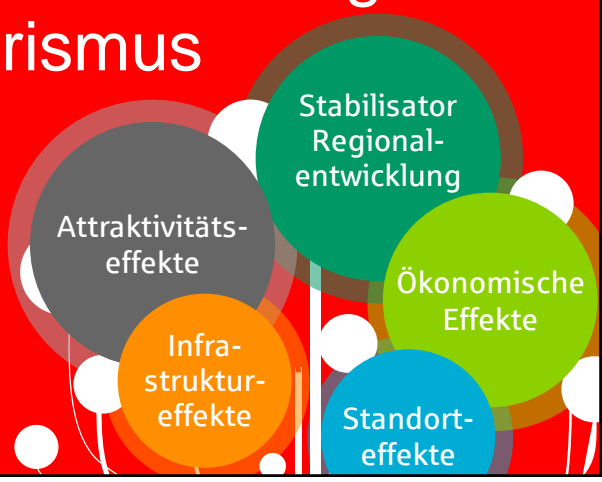 rismus
Stabilisator
Regional-
entwicklung
Attraktivitäts-
effekte
Ökonomische
Effekte
Infra-
struktur-
effekte
Standort-
effekte